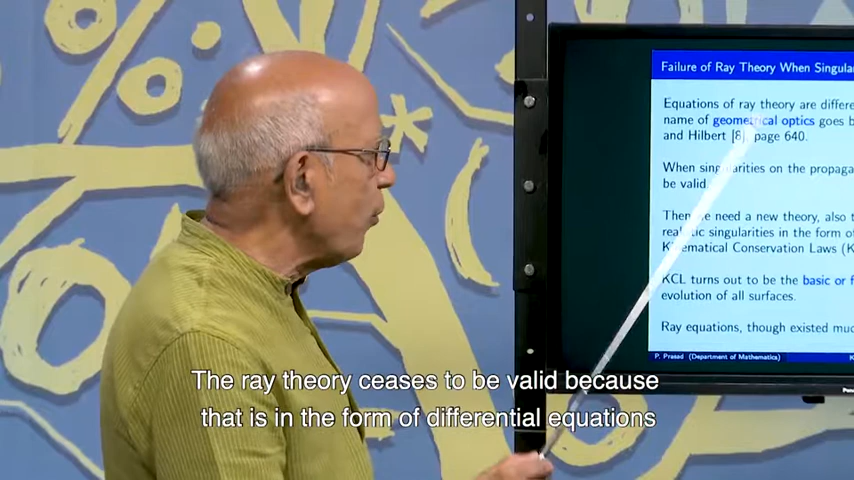 Failure of Ray Theory When
Equations of ray theory are
name of geometrical optics goes
and Hilbert [8], page 640.
When singularities on the
be valid.
Then we need a new theory, also
realistic singularities in the form
Kinematical Conservation Laws
KCL turns out to be the basic or
evolution of all surfaces.
Ray equations, though existed
P. Prasad (Department of Mathematics)
The ray theory ceases to be valid because
that is in the form of differential equations